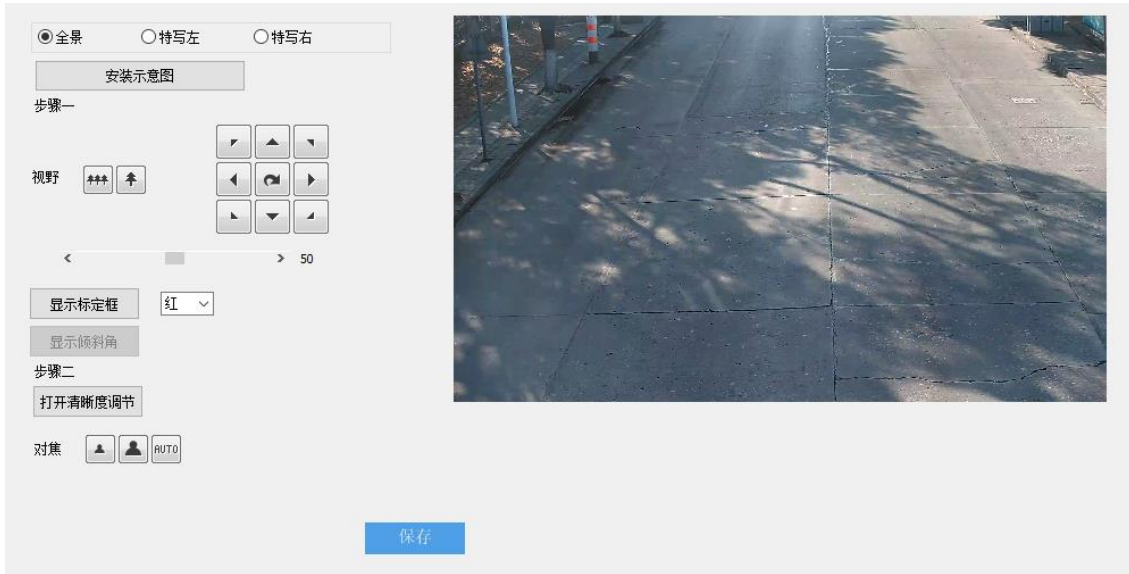 全景 特写左 特写右
安装示意图
步骤一
视野
50
显示标定框 红
显示倾斜角
步骤二
打开清晰度调节
对焦 AUTO
保存